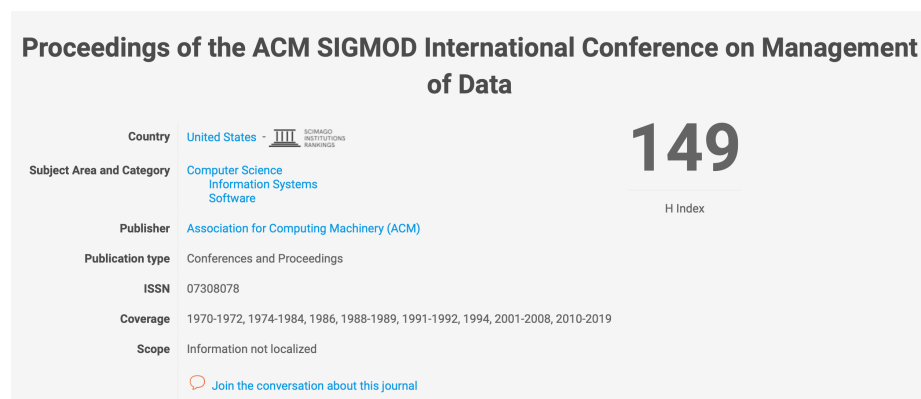 Proceedings of the ACM SIGMOD International Conference on Management
of Data
Country United States - SCIMAGO INSTITUTIONS RANKINGS
149
H Index
Subject Area and Category Computer Science
Information Systems
Software
Publisher Association for Computing Machinery (ACM)
Publication type Conferences and Proceedings
ISSN 07308078
Coverage 1970-1972, 1974-1984, 1986, 1988-1989, 1991-1992, 1994, 2001-2008, 2010-2019
Scope Information not localized
Join the conversation about this journal